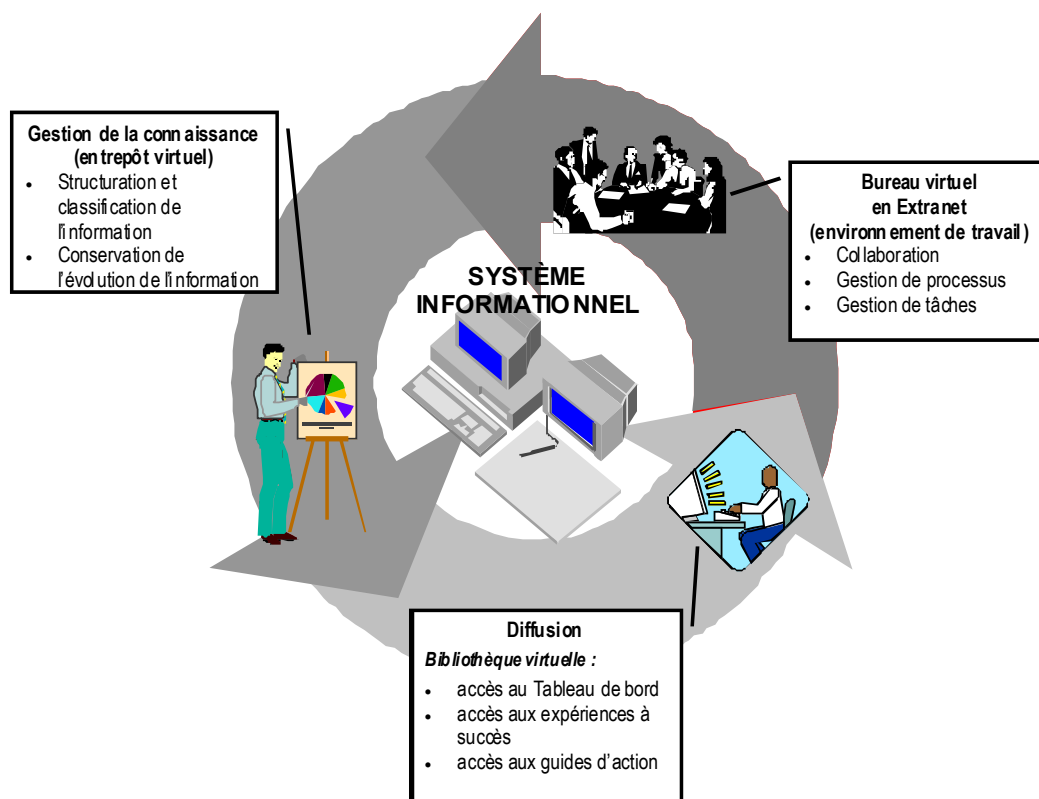 Gestion de la connaissance
(entrepôt virtuel)
• Structuration et
classification de
l'information
• Conservation de
l'évolution de l'information
SYSTÈME
INFORMATIONNEL
Bureau virtuel
en Extranet
(environnement de travail)
• Collaboration
• Gestion de processus
• Gestion de tâches
Diffusion
Bibliothèque virtuelle :
• accès au Tableau de bord
• accès aux expériences à
succès
• accès aux guides d'action